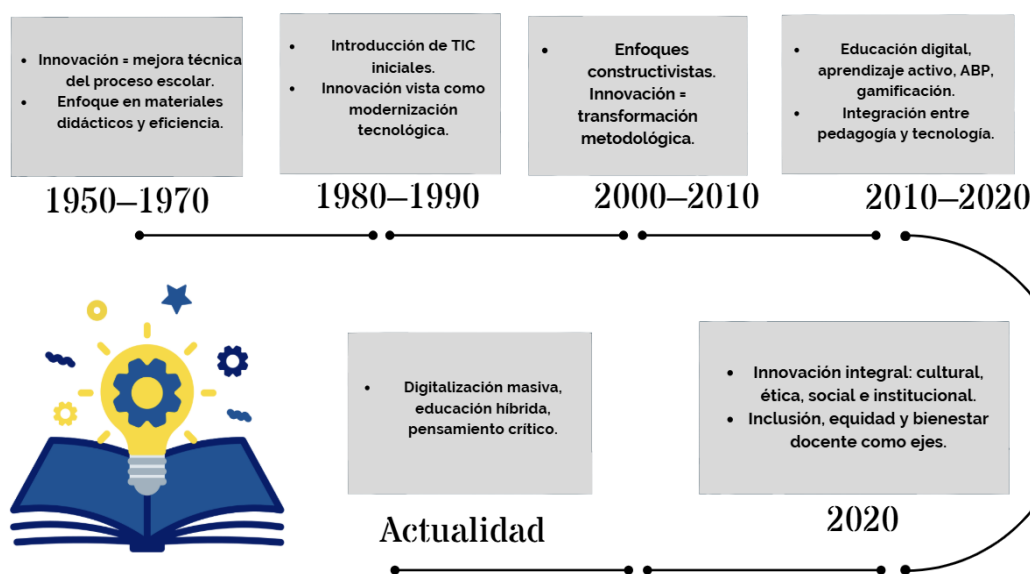 • Innovación = mejora técnica
del proceso escolar.
• Enfoque en materiales
didácticos y eficiencia.
1950–1970
• Introducción de TIC
iniciales.
• Innovación vista como
modernización
tecnológica.
1980–1990
• Enfoques
constructivistas.
Innovación =
transformación
metodológica.
2000–2010
• Educación digital,
aprendizaje activo, ABP,
gamificación.
• Integración entre
pedagogía y tecnología.
2010–2020
• Innovación integral: cultural,
ética, social e institucional.
• Inclusión, equidad y bienestar
docente como ejes.
2020
• Digitalización masiva,
educación híbrida,
pensamiento crítico.
Actualidad